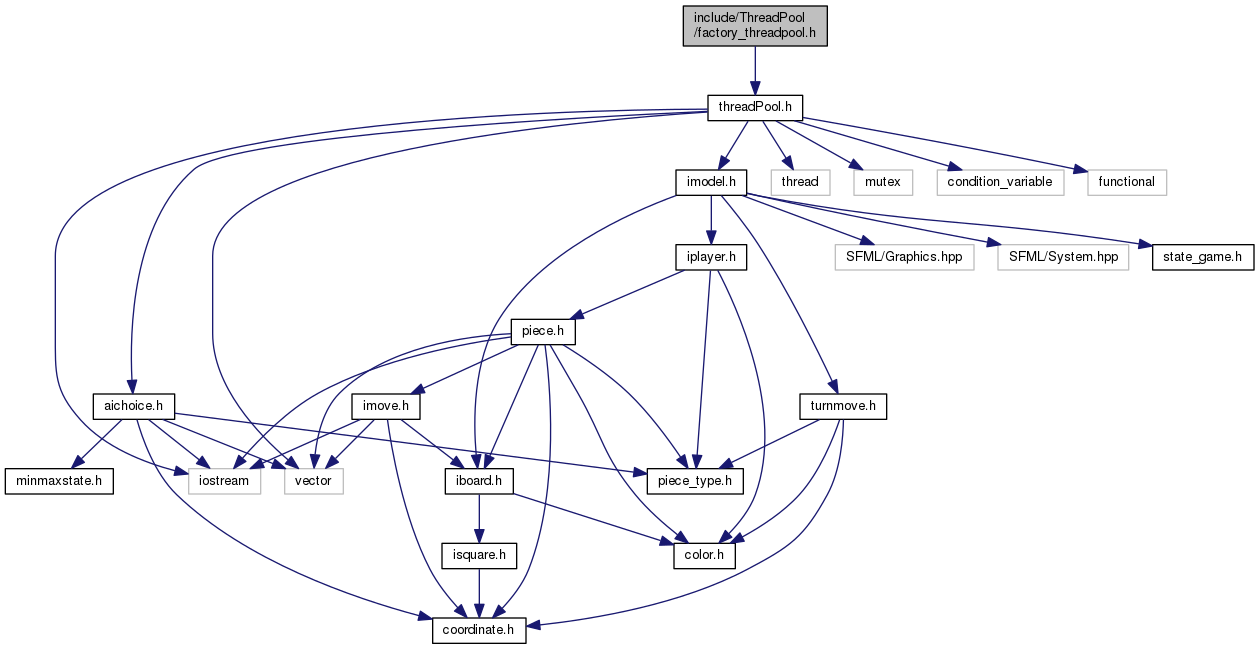 include/ThreadPool
/factory_threadpool.h
threadPool.h
imodel.h
thread
mutex
condition_variable
functional
iplayer.h
SFML/Graphics.hpp
SFML/System.hpp
state_game.h
piece.h
aichoice.h
imove.h
turnmove.h
minmaxstate.h
iostream
vector
iboard.h
piece_type.h
isquare.h
color.h
coordinate.h